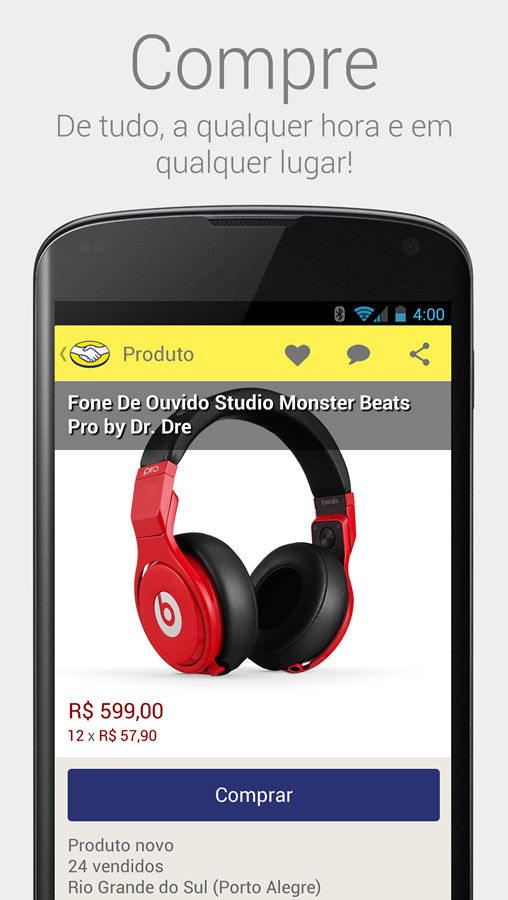 Compre
De tudo, a qualquer hora e em
qualquer lugar!
4:00
Produto
Fone De Ouvido Studio Monster Beats
Pro by Dr. Dre
pro
beats
b
R$ 599,00
12 x R$ 57,90
Comprar
Produto novo
24 vendidos
Rio Grande do Sul (Porto Alegre)